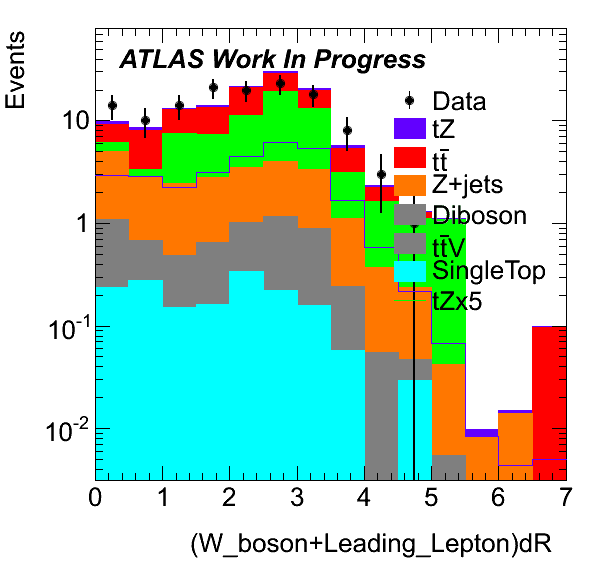 Events
ATLAS Work In Progress
Data
tZ
tt̄
Z+jets
Diboson
tt̄V
SingleTop
tZx5
10
1
10⁻¹
10⁻²
0 1 2 3 4 5 6 7
(W_boson+Leading_Lepton)dR